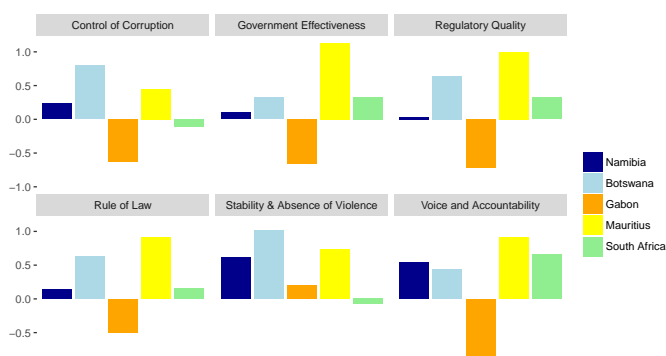 Control of Corruption
Government Effectiveness
Regulatory Quality
1.0
0.5
0.0
−0.5
−1.0
Rule of Law
Stability & Absence of Violence
Voice and Accountability
1.0
0.5
0.0
−0.5
Namibia
Botswana
Gabon
Mauritius
South Africa